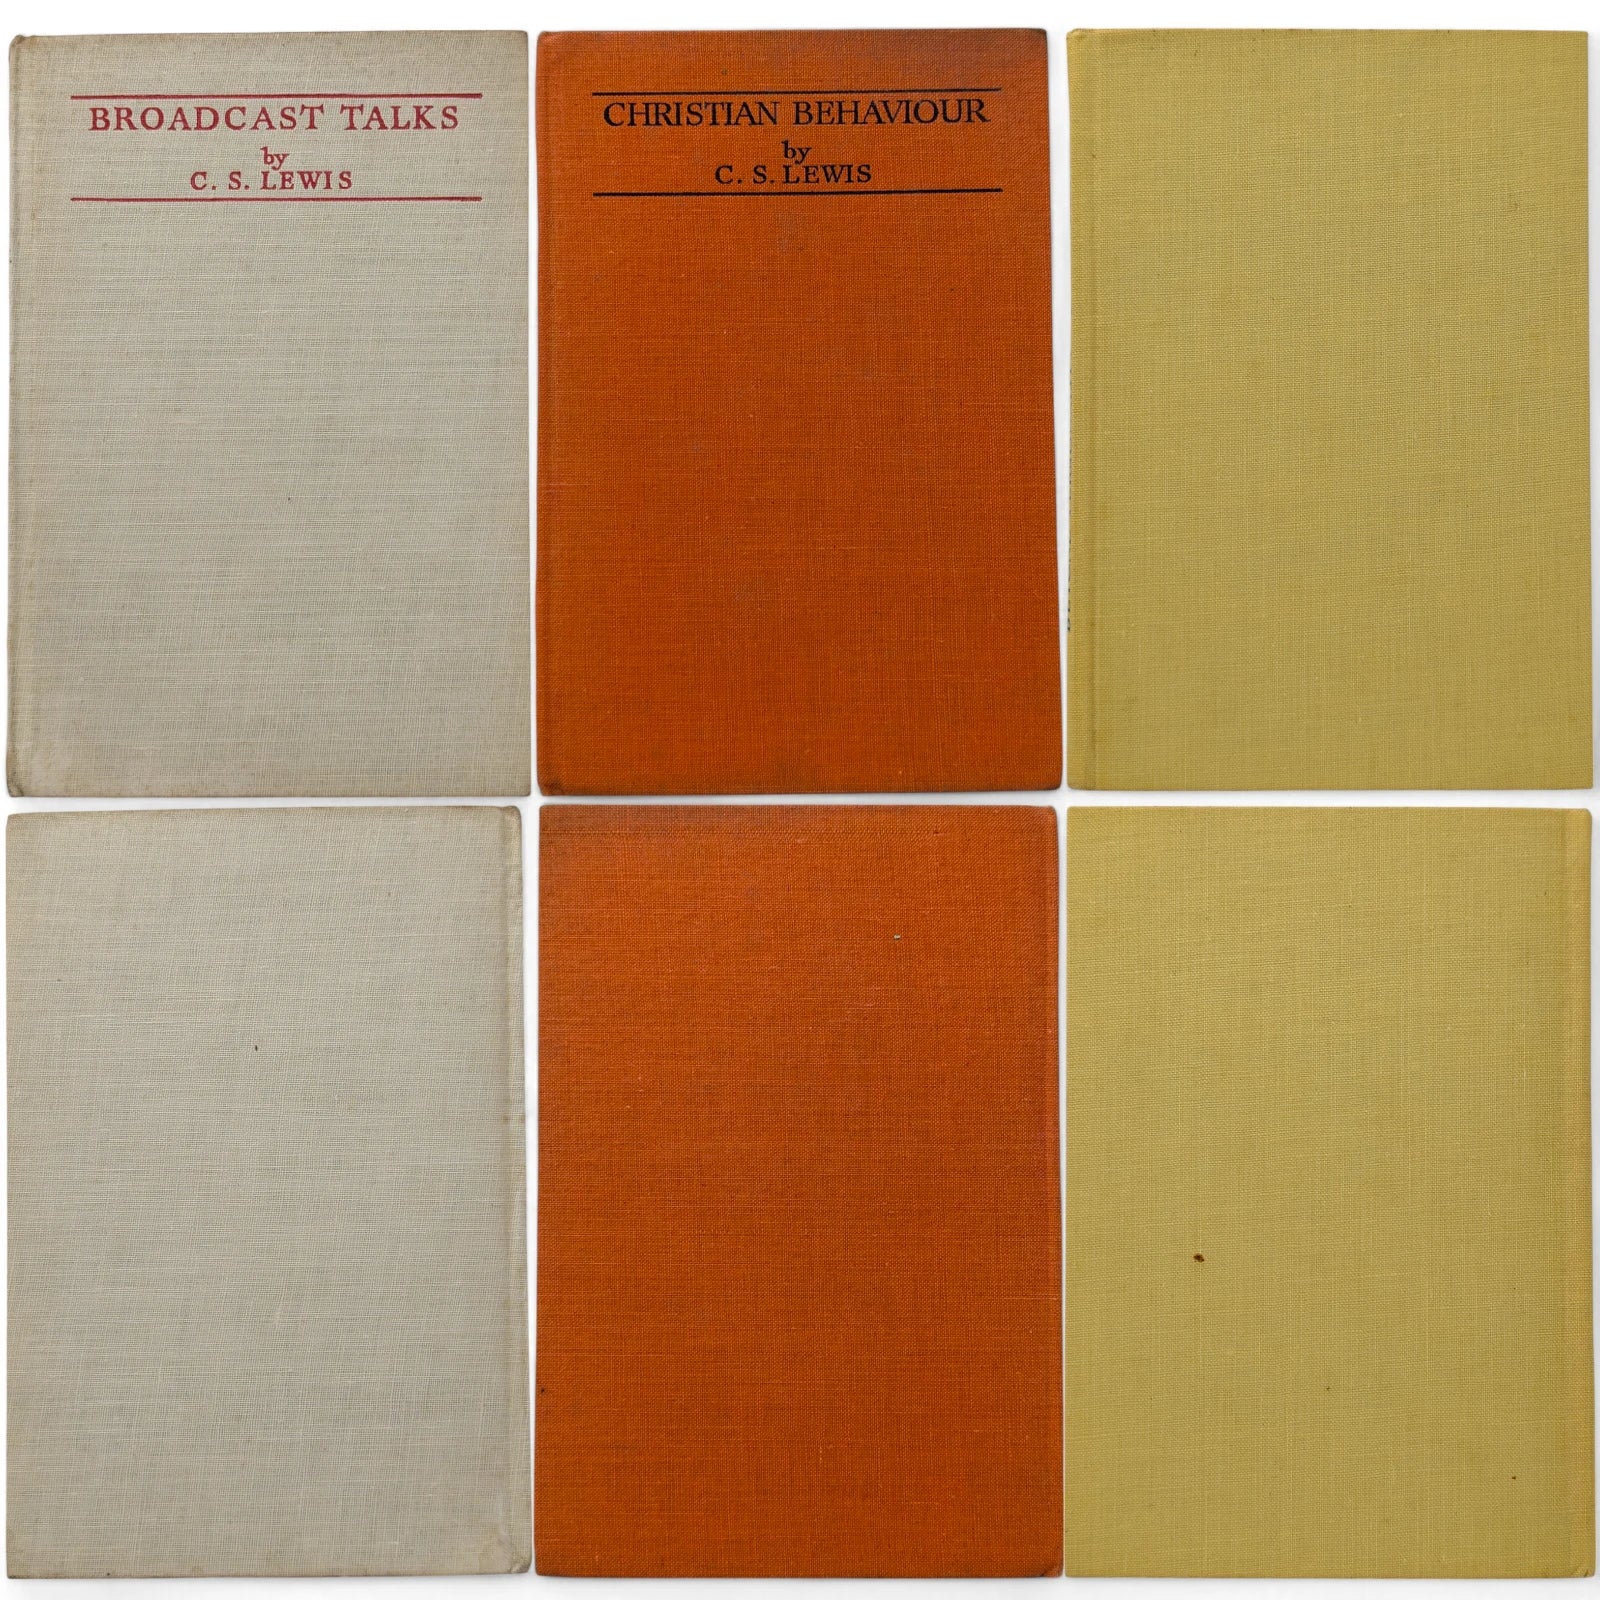 BROADCAST TALKS
by
C. S. LEWIS
CHRISTIAN BEHAVIOUR
by
C. S. LEWIS